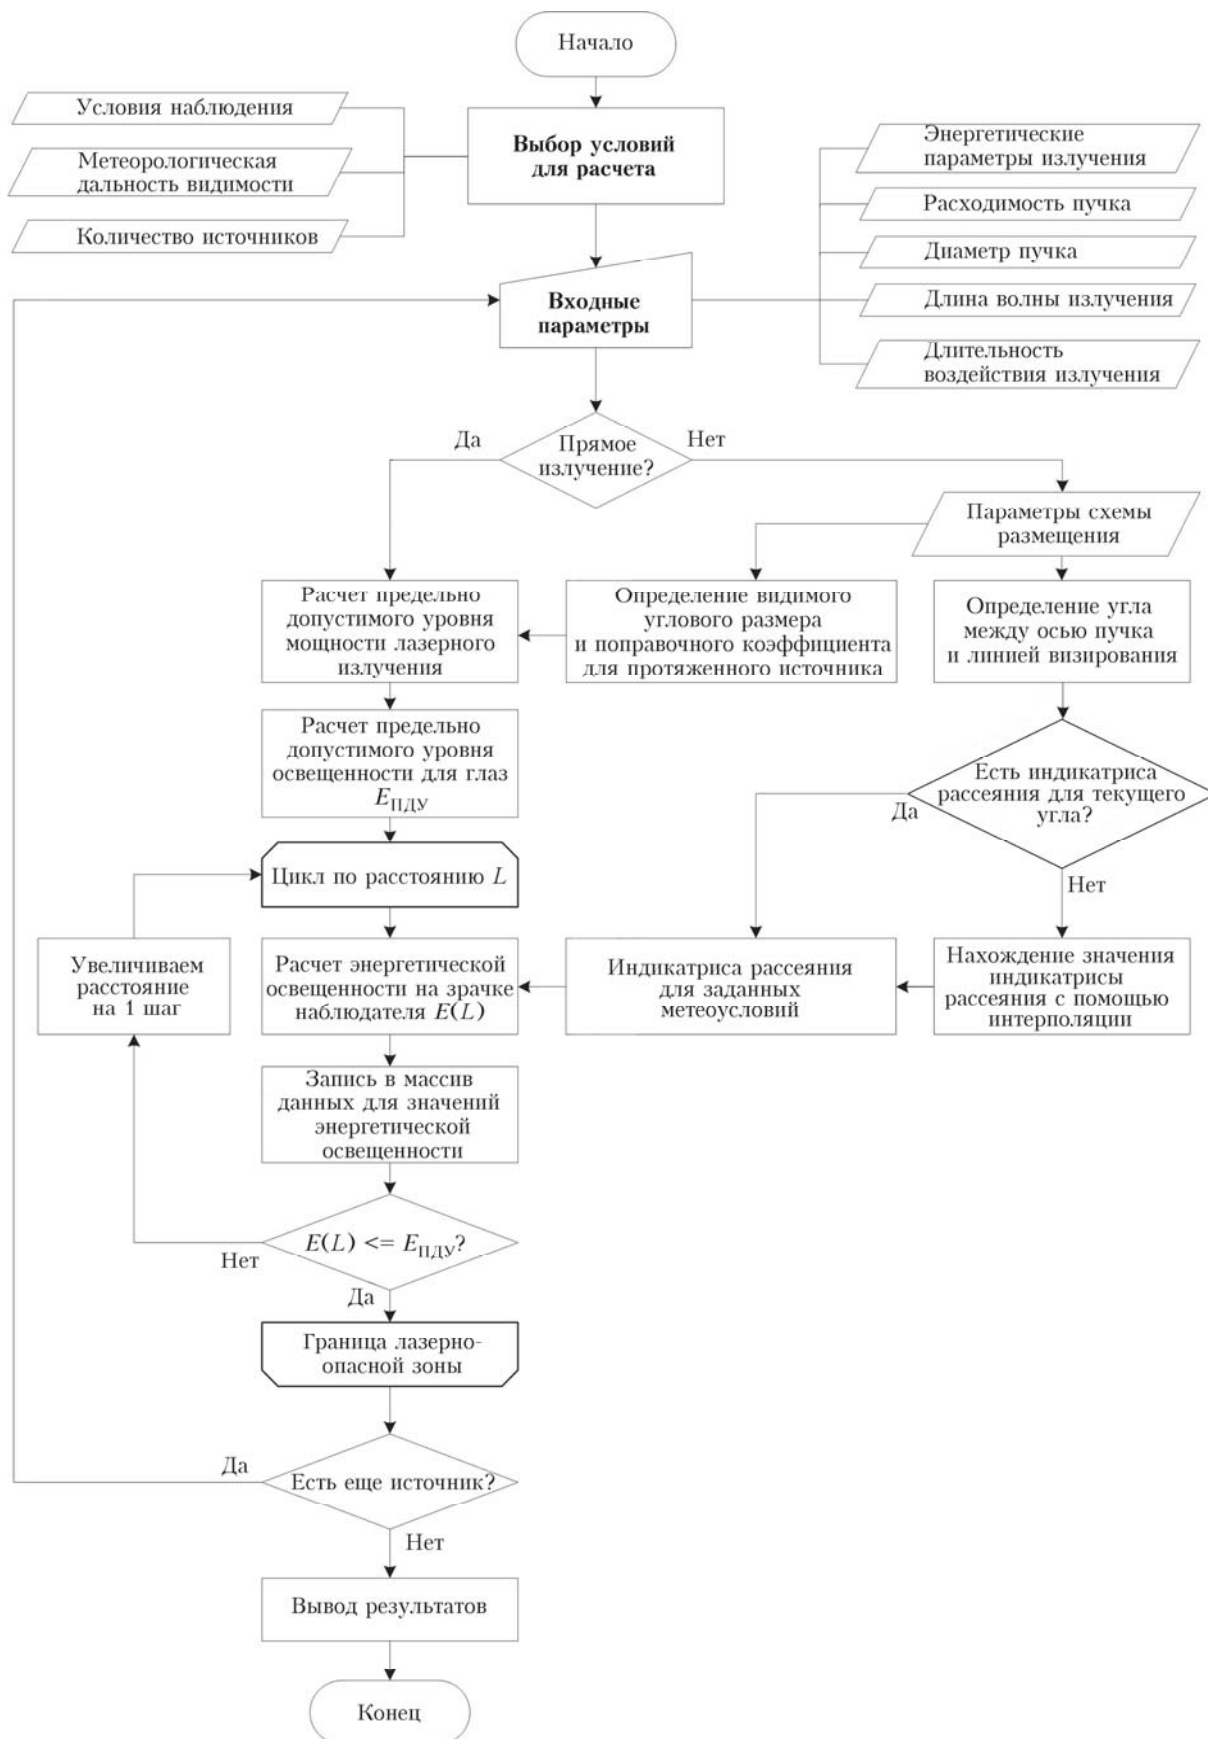 Начало
Условия наблюдения
Метеорологическая
дальность видимости
Количество источников
Выбор условий
для расчета
Энергетические
параметры излучения
Расходимость пучка
Диаметр пучка
Длина волны излучения
Длительность
воздействия излучения
Входные
параметры
Да
Прямое
излучение?
Нет
Параметры схемы
размещения
Расчет предельно
допустимого уровня
мощности лазерного
излучения
Определение видимого
углового размера
и поправочного коэффициента
для протяженного источника
Определение угла
между осью пучка
и линией визирования
Расчет предельно
допустимого уровня
освещенности для глаз
EПДУ
Есть индикатриса
рассеяния для текущего
угла?
Да
Нет
Цикл по расстоянию L
Увеличиваем
расстояние
на 1 шаг
Расчет энергетической
освещенности на зрачке
наблюдателя E(L)
Индикатриса рассеяния
для заданных
метеоусловий
Нахождение значения
индикатрисы
рассеяния с помощью
интерполяции
Запись в массив
данных для значений
энергетической
освещенности
E(L) <= EПДУ?
Нет
Да
Граница лазерно-
опасной зоны
Да
Есть еще источник?
Нет
Вывод результатов
Конец